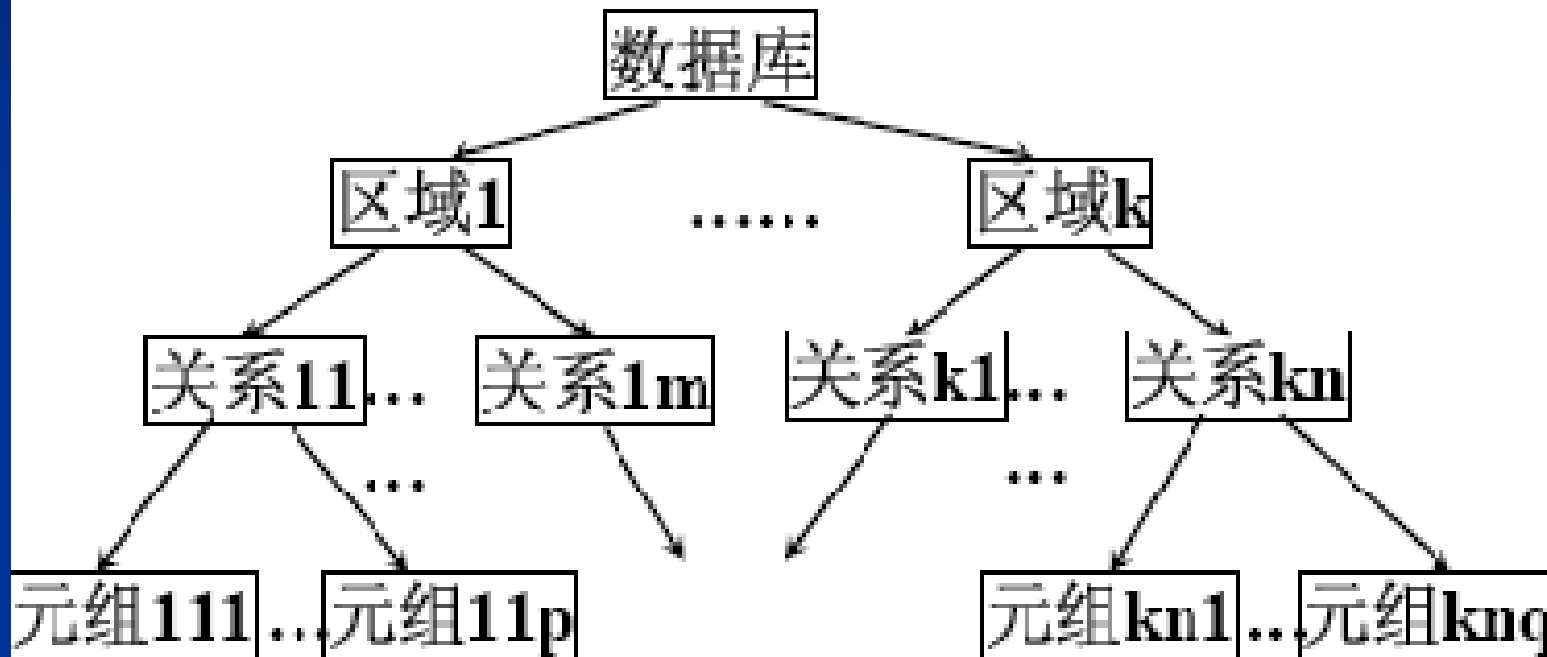 数据库
区域1 …… 区域k
关系11 … 关系1m 关系k1 … 关系kn
… …
元组111 … 元组11p 元组kn1 … 元组knq